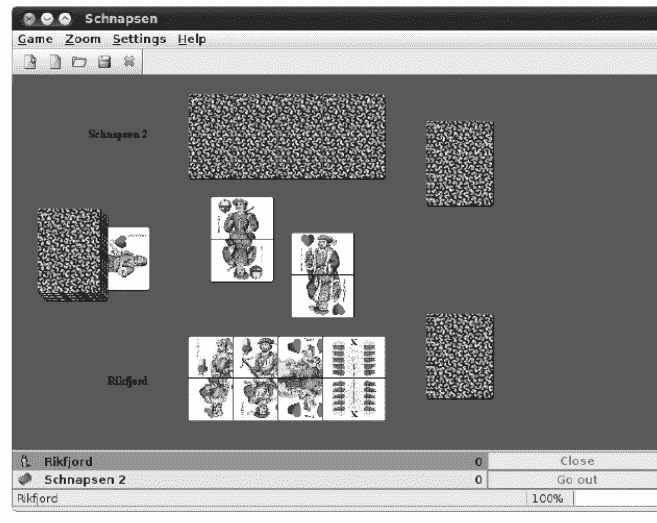 Schnapsen
Game Zoom Settings Help
Schnapsen 2
Rikfjord
X
X
Rikfjord 0 Close
Schnapsen 2 0 Go out
Rikfjord 100%